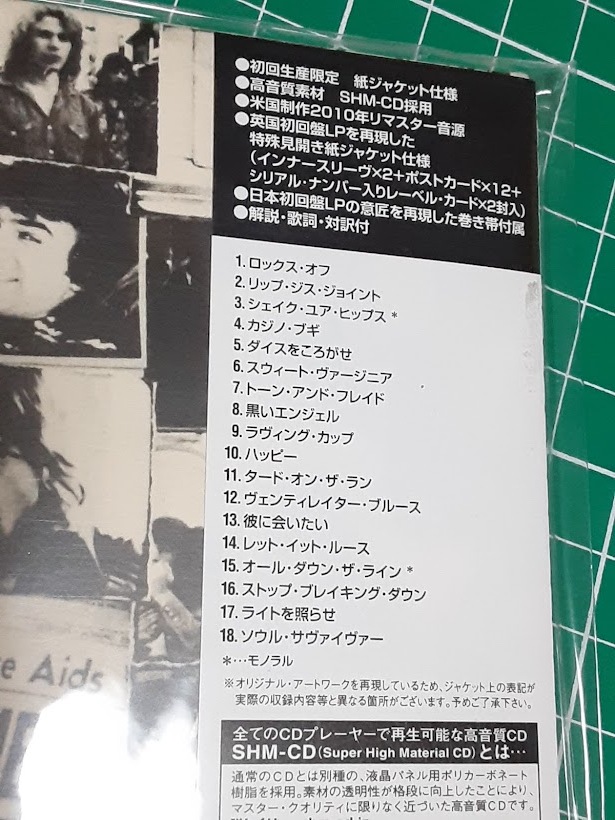 ●初回生産限定 紙ジャケット仕様
●高音質素材 SHM-CD採用
●米国制作2010年リマスター音源
●英国初回盤LPを再現した
特殊見開き紙ジャケット仕様
(インナースリーヴ×2+ポストカード×12+
シリアル・ナンバー入りレーベル・カード×2封入)
●日本初回盤LPの意匠を再現した巻き帯付属
●解説・歌詞・対訳付
1. ロックス・オフ
2. リップ・ジス・ジョイント
3. シェイク・ユア・ヒップス *
4. カジノ・ブギ
5. ダイスをころがせ
6. スウィート・ヴァージニア
7. トーン・アンド・フレイド
8. 黒いエンジェル
9. ラヴィング・カップ
10. ハッピー
11. タード・オン・ザ・ラン
12. ヴェンティレイター・ブルース
13. 彼に会いたい
14. レット・イット・ルース
15. オール・ダウン・ザ・ライン *
16. ストップ・ブレイキング・ダウン
17. ライトを照らせ
18. ソウル・サヴァイヴァー
*…モノラル
※オリジナル・アートワークを再現しているため、ジャケット上の表記が
実際の収録内容等と異なる箇所がございます。予めご了承下さい。
Aids
全てのCDプレーヤーで再生可能な高音質CD
SHM-CD(Super High Material CD)とは…
通常のCDとは別種の、液晶パネル用ポリカーボネート
樹脂を採用。素材の透明性が格段に向上したことにより、
マスター・クオリティに限りなく近づいた高音質CDです。